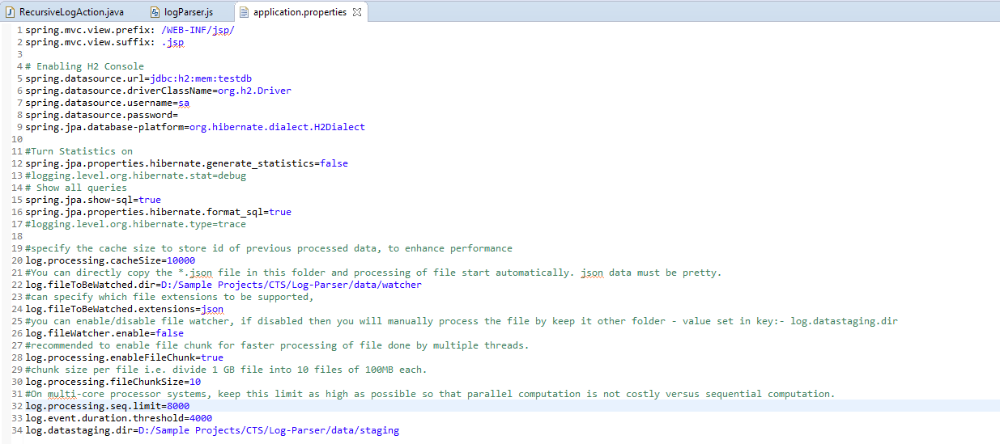 RecursiveLogAction.java logParser.js application.properties
1 spring.mvc.view.prefix: /WEB-INF/jsp/
2 spring.mvc.view.suffix: .jsp
3
4 # Enabling H2 Console
5 spring.datasource.url=jdbc:h2:mem:testdb
6 spring.datasource.driverClassName=org.h2.Driver
7 spring.datasource.username=sa
8 spring.datasource.password=
9 spring.jpa.database-platform=org.hibernate.dialect.H2Dialect
10
11 #Turn Statistics on
12 spring.jpa.properties.hibernate.generate_statistics=false
13 #logging.level.org.hibernate.stat=debug
14 # Show all queries
15 spring.jpa.show-sql=true
16 spring.jpa.properties.hibernate.format_sql=true
17 #logging.level.org.hibernate.type=trace
18
19 #specify the cache size to store id of previous processed data, to enhance performance
20 log.processing.cacheSize=10000
21 #You can directly copy the *.json file in this folder and processing of file start automatically. json data must be pretty.
22 log.fileToBeWatched.dir=D:/Sample Projects/CTS/Log-Parser/data/watcher
23 #can specify which file extensions to be supported,
24 log.fileToBeWatched.extensions=json
25 #you can enable/disable file watcher, if disabled then you will manually process the file by keep it other folder - value set in key:- log.datastaging.dir
26 log.fileWatcher.enable=false
27 #recommended to enable file chunk for faster processing of file done by multiple threads.
28 log.processing.enableFileChunk=true
29 #chunk size per file i.e. divide 1 GB file into 10 files of 100MB each.
30 log.processing.fileChunkSize=10
31 #On multi-core processor systems, keep this limit as high as possible so that parallel computation is not costly versus sequential computation.
32 log.processing.seq.limit=8000
33 log.event.duration.threshold=4000
34 log.datastaging.dir=D:/Sample Projects/CTS/Log-Parser/data/staging